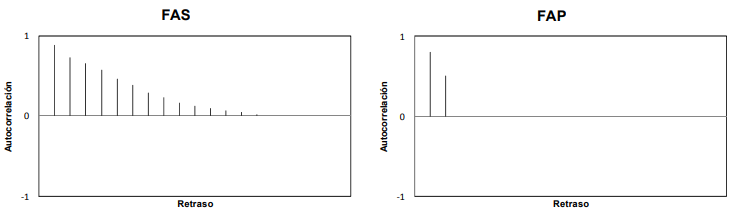 FAS
1
0
-1
Autocorrelación
Retraso
FAP
1
0
-1
Autocorrelación
Retraso